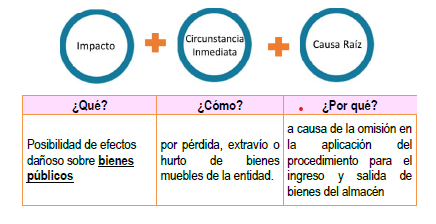 Impacto
Circunstancia
Inmediata
Causa Raíz
¿Qué?
¿Cómo?
¿Por qué?
Posibilidad de efectos
dañoso sobre bienes
públicos
por pérdida, extravío o
hurto de bienes
muebles de la entidad.
a causa de la omisión en
la aplicación del
procedimiento para el
ingreso y salida de
bienes del almacén